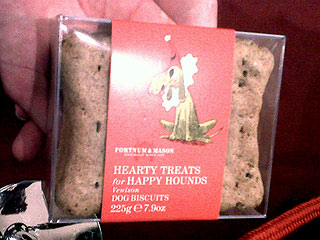 FORTNUM & MASON
HEARTY TREATS
for HAPPY HOUNDS
Venison
DOG BISCUITS
225g ℮ 7.9oz